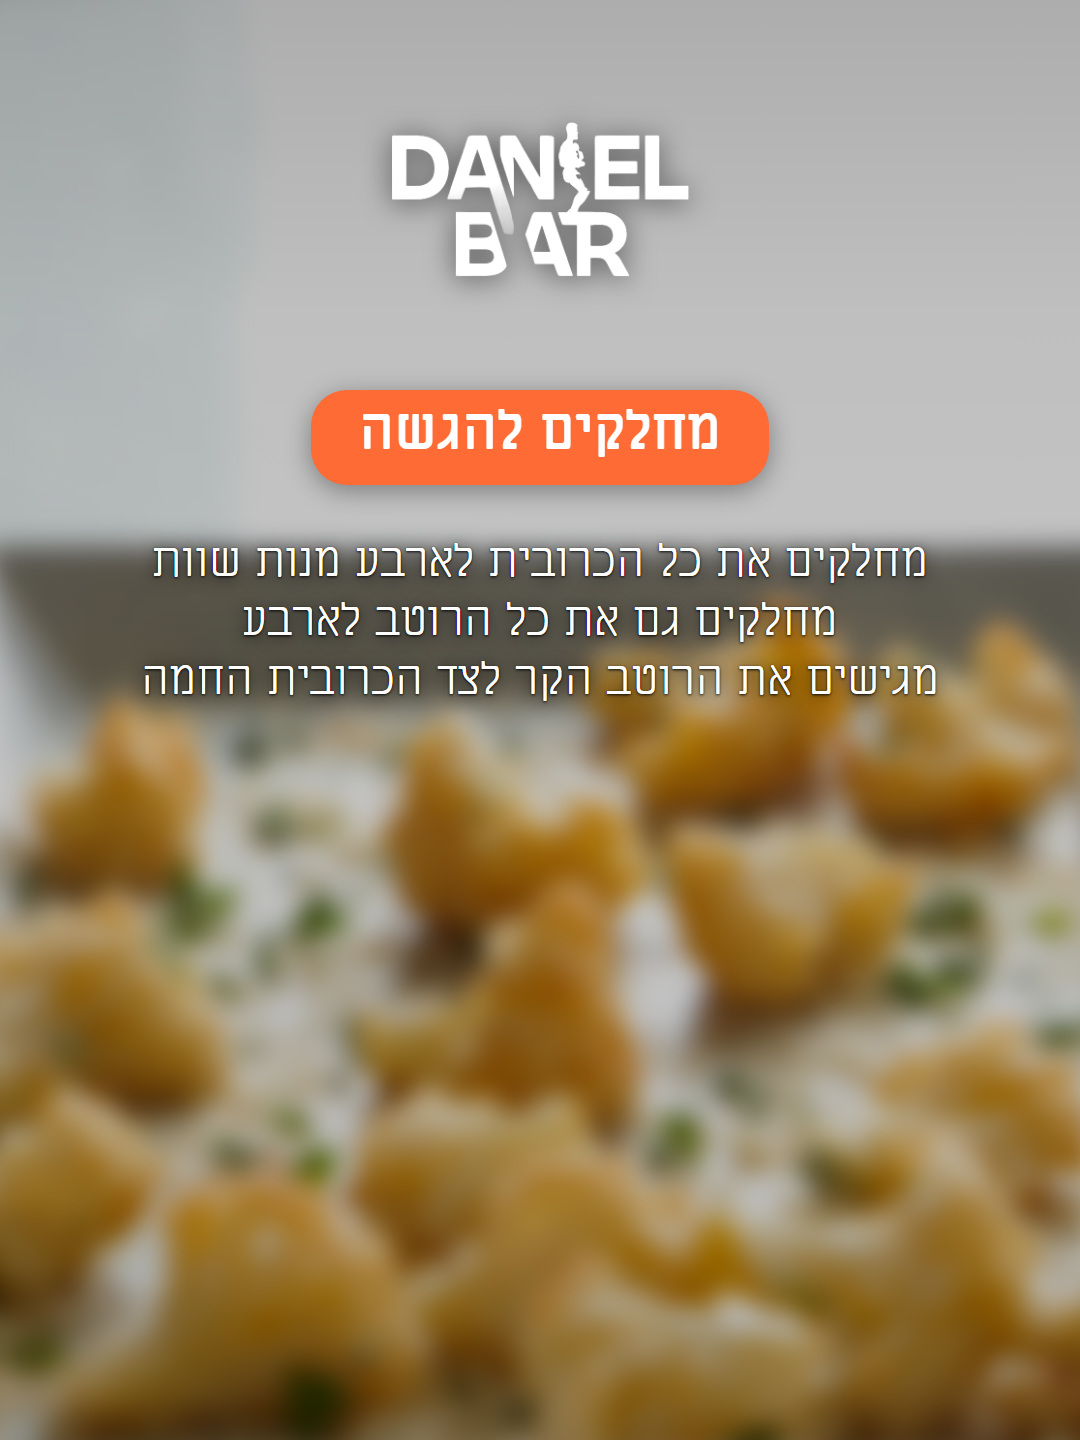 DANIEL
BAR
מחלקים להגשה
מחלקים את כל הכרובית לארבע מנות שוות
מחלקים גם את כל הרוטב לארבע
מגישים את הרוטב הקר לצד הכרובית החמה